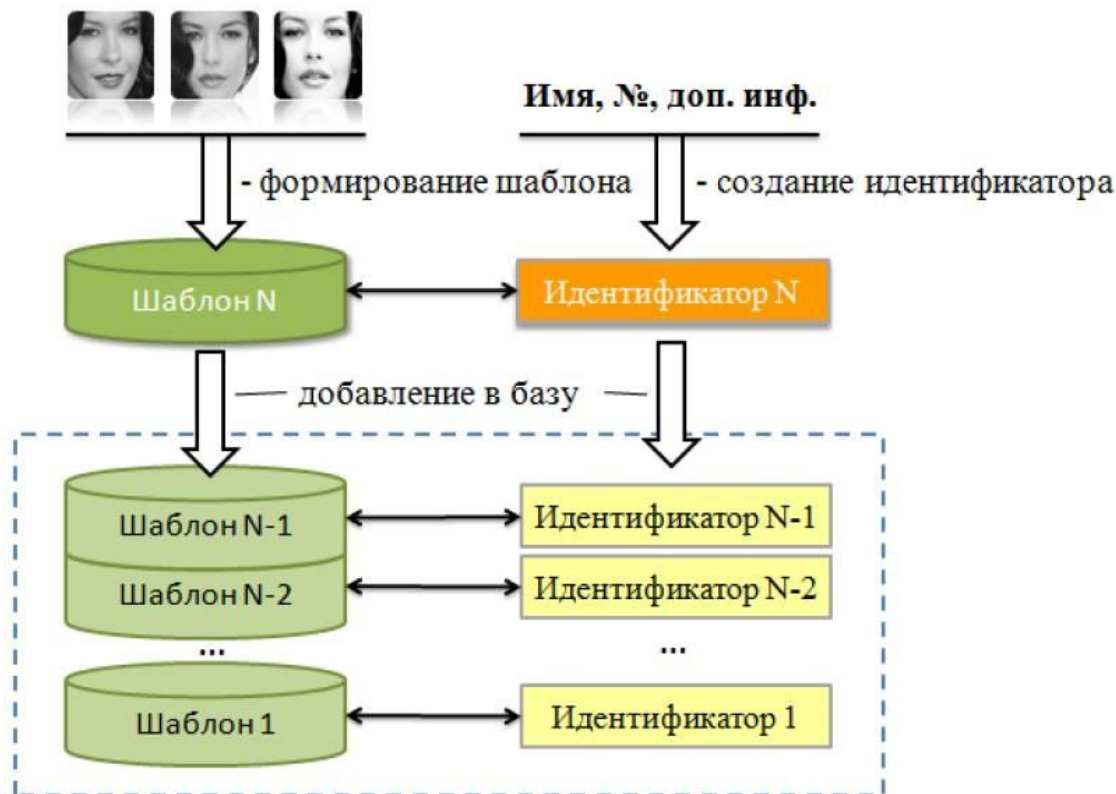 Имя, №, доп. инф.
- формирование шаблона
- создание идентификатора
Шаблон N
Идентификатор N
добавление в базу
Шаблон N-1
Идентификатор N-1
Шаблон N-2
Идентификатор N-2
...
...
Шаблон 1
Идентификатор 1